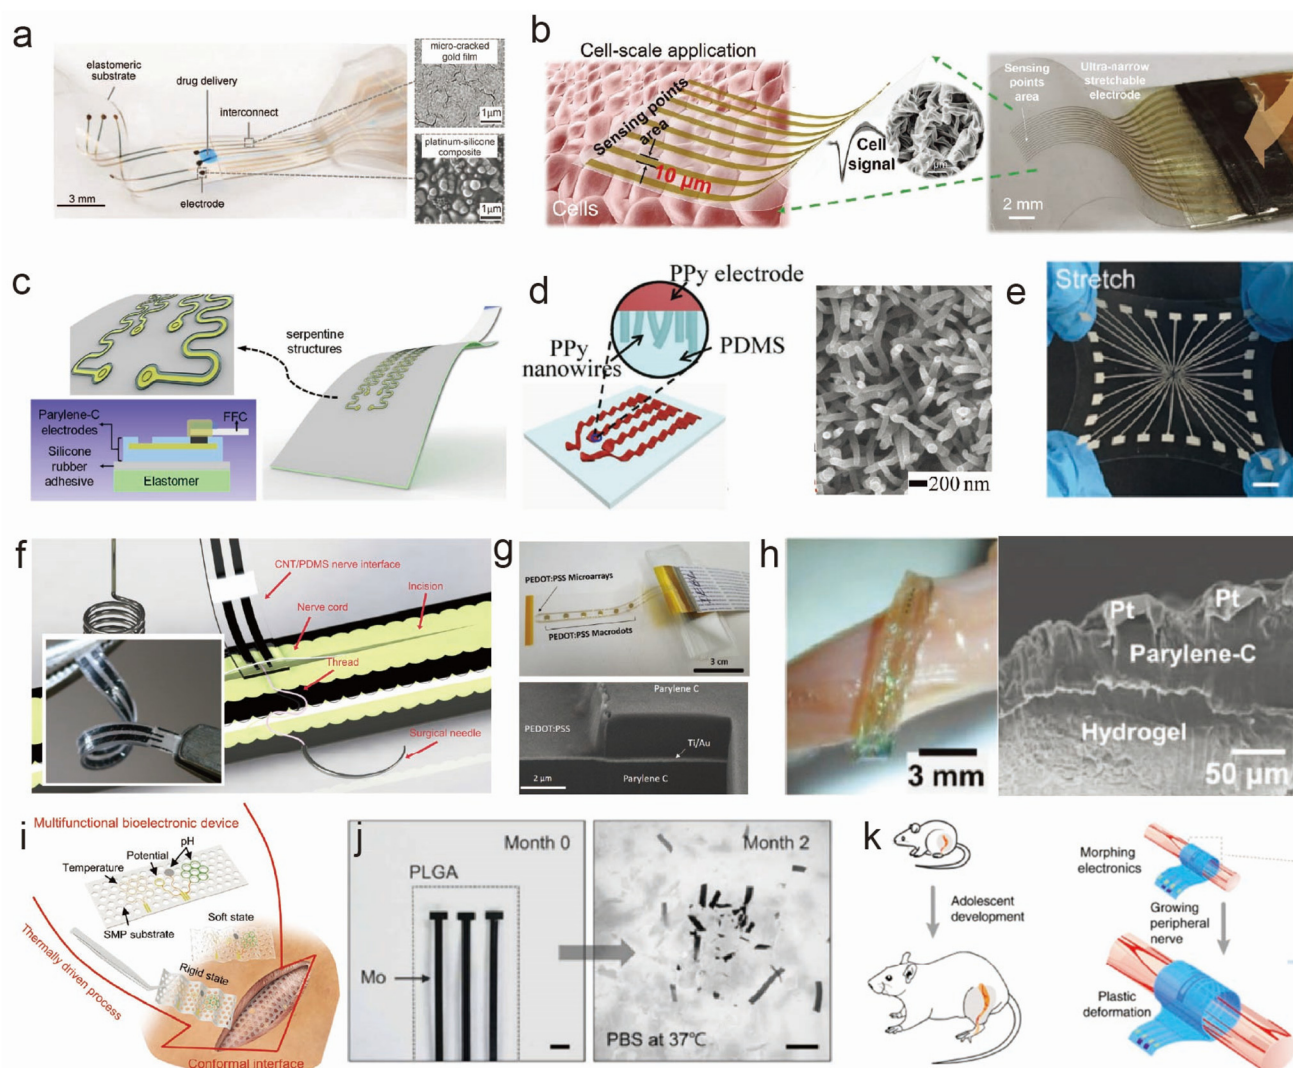 a
elastomeric
substrate
drug delivery
interconnect
electrode
3 mm
micro-cracked
gold film
1μm
platinum-silicone
composite
1μm
b
Cell-scale application
Sensing points
area
10 μm
Cells
Cell
signal
Sensing
points
area
Ultra-narrow
stretchable
electrode
2 mm
c
serpentine
structures
Parylene-C
electrodes
FFC
Silicone
rubber
adhesive
Elastomer
d
PPy electrode
PPy
nanowires
PDMS
200 nm
e
Stretch
f
CNT/PDMS nerve interface
Incision
Nerve cord
Thread
Surgical needle
g
PEDOT:PSS Microarrays
PEDOT:PSS Macrodots
3 cm
Parylene C
PEDOT:PSS
Ti/Au
2 μm
Parylene C
h
3 mm
Pt
Pt
Parylene-C
Hydrogel
50 μm
i
Multifunctional bioelectronic device
pH
Potential
Temperature
SMP substrate
Soft state
Rigid state
Thermally driven process
Conformal interface
j
Month 0
PLGA
Mo
Month 2
PBS at 37℃
k
Adolescent
development
Morphing
electronics
Growing
peripheral
nerve
Plastic
deformation